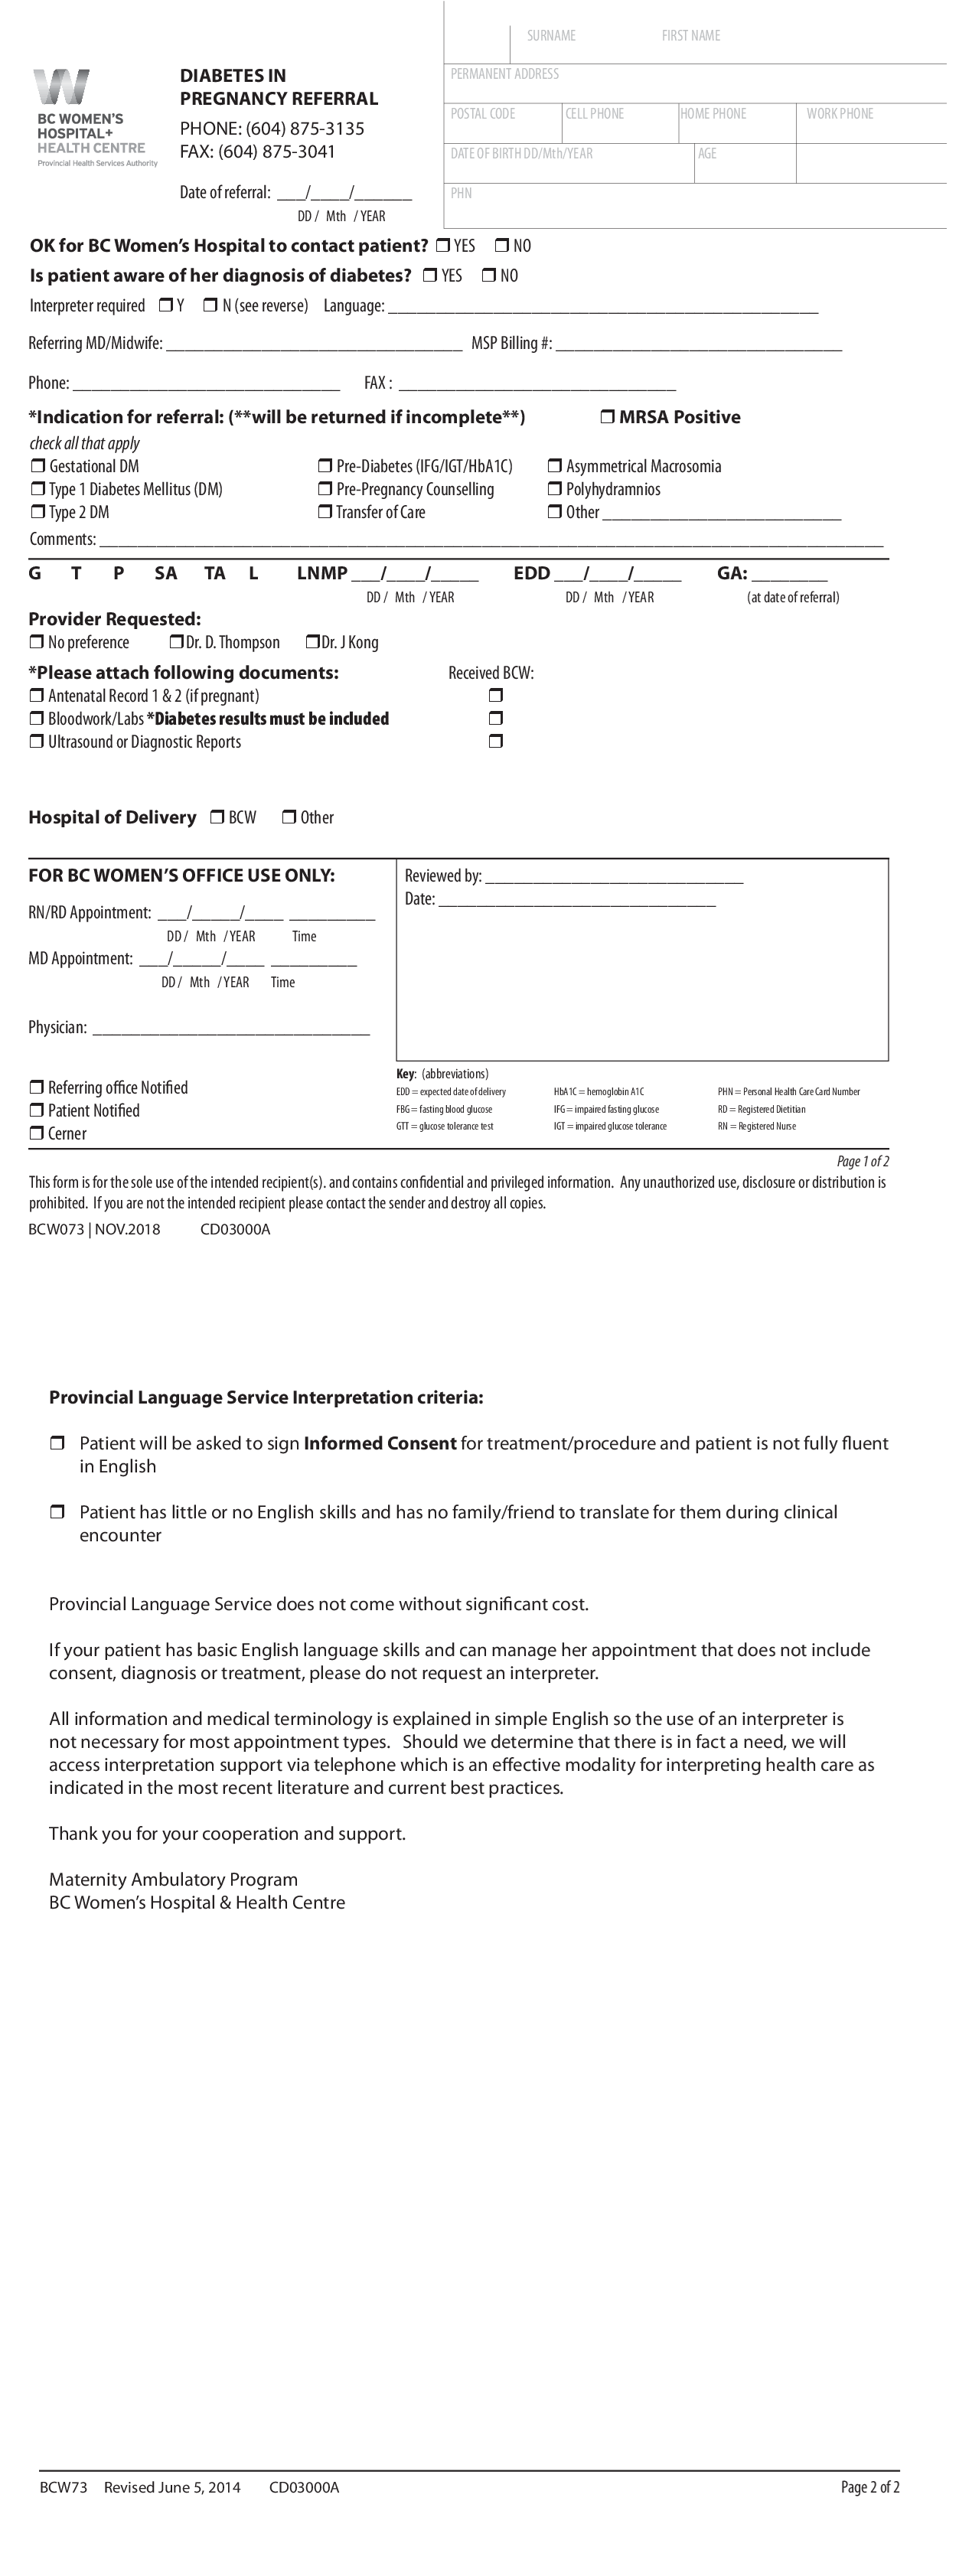 SURNAME FIRST NAME
PERMANENT ADDRESS
POSTAL CODE CELL PHONE HOME PHONE WORK PHONE
DATE OF BIRTH DD/Mth/YEAR AGE
PHN
BC WOMEN'S
HOSPITAL+
HEALTH CENTRE
Provincial Health Services Authority
DIABETES IN
PREGNANCY REFERRAL
PHONE: (604) 875-3135
FAX: (604) 875-3041
Date of referral: ___/____/______
DD / Mth / YEAR
OK for BC Women's Hospital to contact patient? ❒ YES ❒ NO
Is patient aware of her diagnosis of diabetes? ❒ YES ❒ NO
Interpreter required ❒ Y ❒ N (see reverse) Language: ______________________________________________
Referring MD/Midwife: ________________________________ MSP Billing #: ______________________________
Phone: ____________________________ FAX : _____________________________
*Indication for referral: (**will be returned if incomplete**) ❒ MRSA Positive
check all that apply
❒ Gestational DM ❒ Pre-Diabetes (IFG/IGT/HbA1C) ❒ Asymmetrical Macrosomia
❒ Type 1 Diabetes Mellitus (DM) ❒ Pre-Pregnancy Counselling ❒ Polyhydramnios
❒ Type 2 DM ❒ Transfer of Care ❒ Other _________________________
Comments: ____________________________________________________________________________________
G T P SA TA L LNMP ___/____/_____ EDD ___/____/_____ GA: ________
DD / Mth / YEAR DD / Mth / YEAR (at date of referral)
Provider Requested:
❒ No preference ❒ Dr. D. Thompson ❒ Dr. J Kong
*Please attach following documents: Received BCW:
❒ Antenatal Record 1 & 2 (if pregnant) ❒
❒ Bloodwork/Labs *Diabetes results must be included ❒
❒ Ultrasound or Diagnostic Reports ❒
Hospital of Delivery ❒ BCW ❒ Other
FOR BC WOMEN'S OFFICE USE ONLY:
RN/RD Appointment: ___/_____/____ _________
DD / Mth / YEAR Time
MD Appointment: ___/_____/____ _________
DD / Mth / YEAR Time
Physician: _____________________________
❒ Referring office Notified
❒ Patient Notified
❒ Cerner
Reviewed by: ___________________________
Date: _____________________________
Key: (abbreviations)
EDD = expected date of delivery HbA1C = hemoglobin A1C PHN = Personal Health Care Card Number
FBG = fasting blood glucose IFG = impaired fasting glucose RD = Registered Dietitian
GTT = glucose tolerance test IGT = impaired glucose tolerance RN = Registered Nurse
Page 1 of 2
This form is for the sole use of the intended recipient(s). and contains confidential and privileged information. Any unauthorized use, disclosure or distribution is
prohibited. If you are not the intended recipient please contact the sender and destroy all copies.
BCW073 | NOV.2018 CD03000A
Provincial Language Service Interpretation criteria:
❒ Patient will be asked to sign Informed Consent for treatment/procedure and patient is not fully fluent
in English
❒ Patient has little or no English skills and has no family/friend to translate for them during clinical
encounter
Provincial Language Service does not come without significant cost.
If your patient has basic English language skills and can manage her appointment that does not include
consent, diagnosis or treatment, please do not request an interpreter.
All information and medical terminology is explained in simple English so the use of an interpreter is
not necessary for most appointment types. Should we determine that there is in fact a need, we will
access interpretation support via telephone which is an effective modality for interpreting health care as
indicated in the most recent literature and current best practices.
Thank you for your cooperation and support.
Maternity Ambulatory Program
BC Women's Hospital & Health Centre
BCW73 Revised June 5, 2014 CD03000A Page 2 of 2